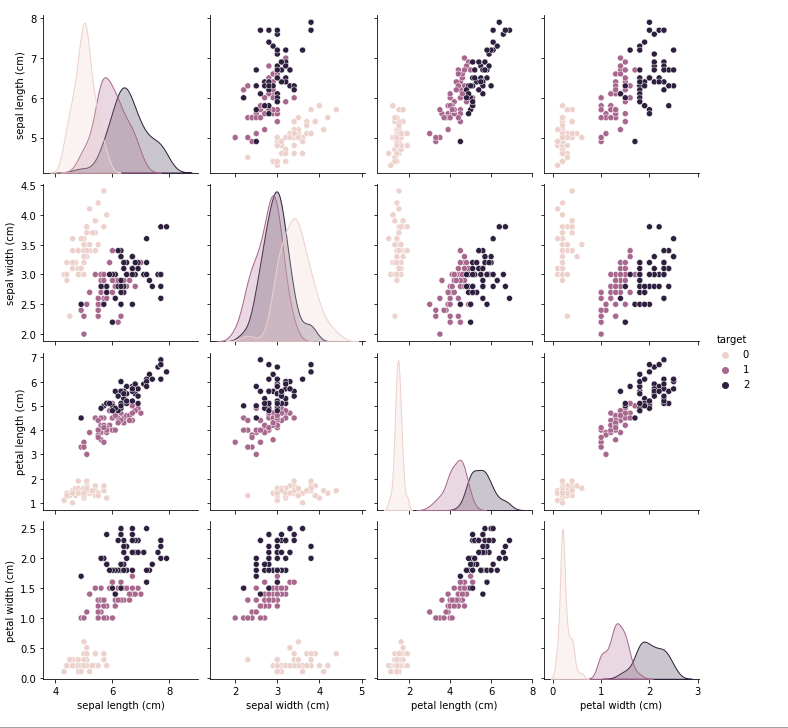 8
7
6
5
sepal length (cm)
4.5
4.0
3.5
3.0
2.5
2.0
sepal width (cm)
7
6
5
4
3
2
1
petal length (cm)
target
0
1
2
2.5
2.0
1.5
1.0
0.5
0.0
petal width (cm)
4 6 8
2 3 4 5
2 4 6 8
0 1 2 3
sepal length (cm) sepal width (cm) petal length (cm) petal width (cm)